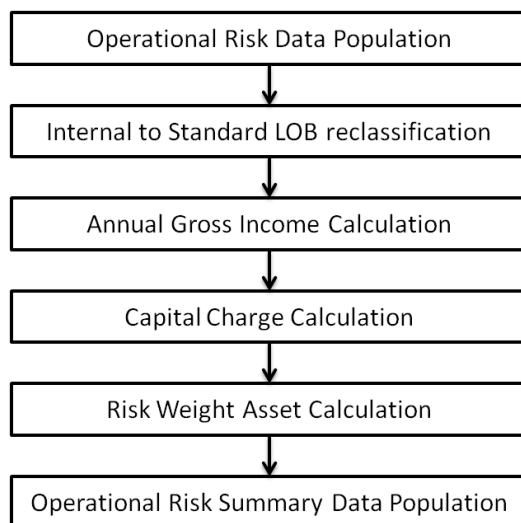 Operational Risk Data Population
Internal to Standard LOB reclassification
Annual Gross Income Calculation
Capital Charge Calculation
Risk Weight Asset Calculation
Operational Risk Summary Data Population